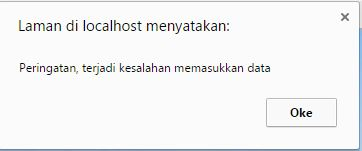 Laman di localhost menyatakan:
Peringatan, terjadi kesalahan memasukkan data
Oke